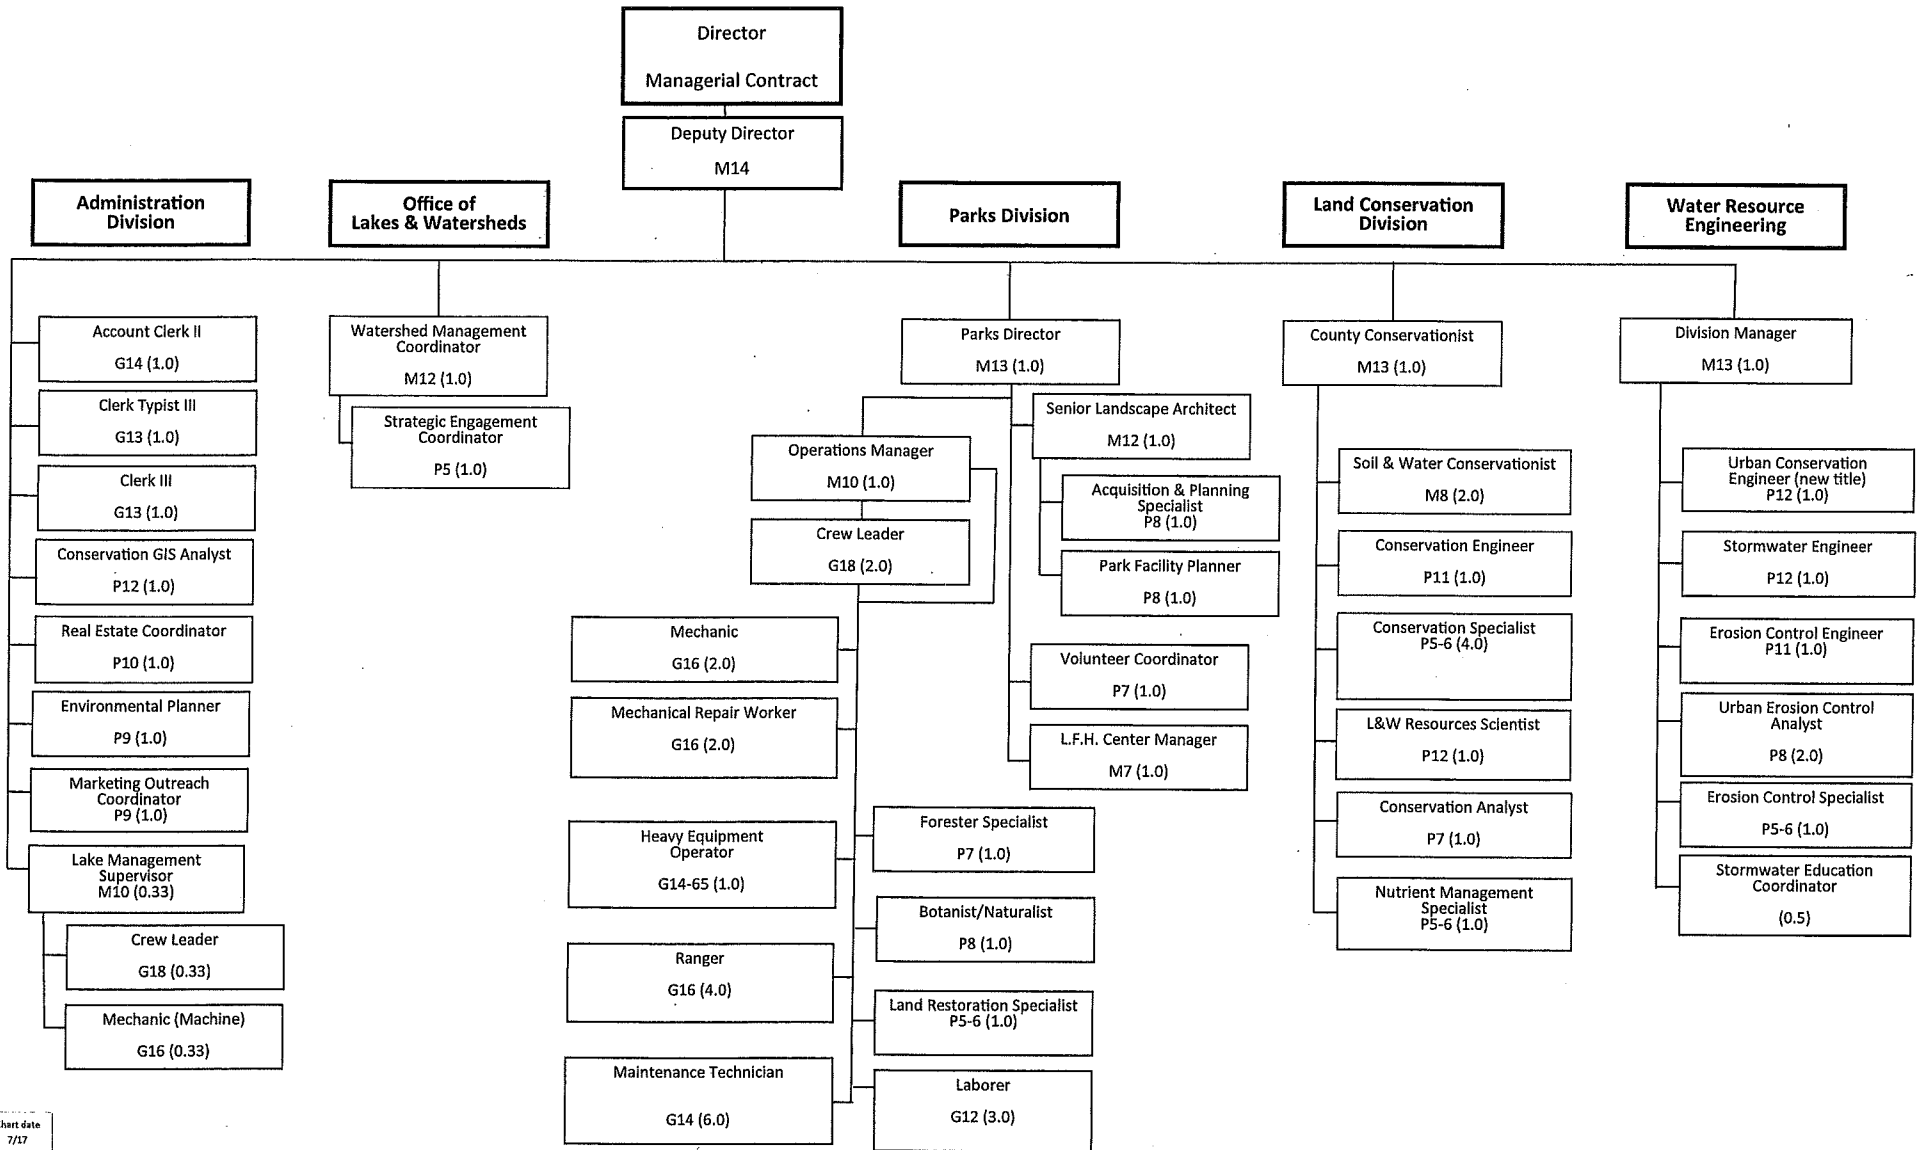 Director
Managerial Contract
Deputy Director
M14
Administration
Division
Office of
Lakes & Watersheds
Parks Division
Land Conservation
Division
Water Resource
Engineering
Account Clerk II
G14 (1.0)
Clerk Typist III
G13 (1.0)
Clerk III
G13 (1.0)
Conservation GIS Analyst
P12 (1.0)
Real Estate Coordinator
P10 (1.0)
Environmental Planner
P9 (1.0)
Marketing Outreach
Coordinator
P9 (1.0)
Lake Management
Supervisor
M10 (0.33)
Crew Leader
G18 (0.33)
Mechanic (Machine)
G16 (0.33)
Watershed Management
Coordinator
M12 (1.0)
Strategic Engagement
Coordinator
P5 (1.0)
Parks Director
M13 (1.0)
Operations Manager
M10 (1.0)
Crew Leader
G18 (2.0)
Senior Landscape Architect
M12 (1.0)
Acquisition & Planning
Specialist
P8 (1.0)
Park Facility Planner
P8 (1.0)
Volunteer Coordinator
P7 (1.0)
L.F.H. Center Manager
M7 (1.0)
Mechanic
G16 (2.0)
Mechanical Repair Worker
G16 (2.0)
Heavy Equipment
Operator
G14-65 (1.0)
Ranger
G16 (4.0)
Maintenance Technician
G14 (6.0)
Forester Specialist
P7 (1.0)
Botanist/Naturalist
P8 (1.0)
Land Restoration Specialist
P5-6 (1.0)
Laborer
G12 (3.0)
County Conservationist
M13 (1.0)
Soil & Water Conservationist
M8 (2.0)
Conservation Engineer
P11 (1.0)
Conservation Specialist
P5-6 (4.0)
L&W Resources Scientist
P12 (1.0)
Conservation Analyst
P7 (1.0)
Nutrient Management
Specialist
P5-6 (1.0)
Division Manager
M13 (1.0)
Urban Conservation
Engineer (new title)
P12 (1.0)
Stormwater Engineer
P12 (1.0)
Erosion Control Engineer
P11 (1.0)
Urban Erosion Control
Analyst
P8 (2.0)
Erosion Control Specialist
P5-6 (1.0)
Stormwater Education
Coordinator
(0.5)
hart date
7/17